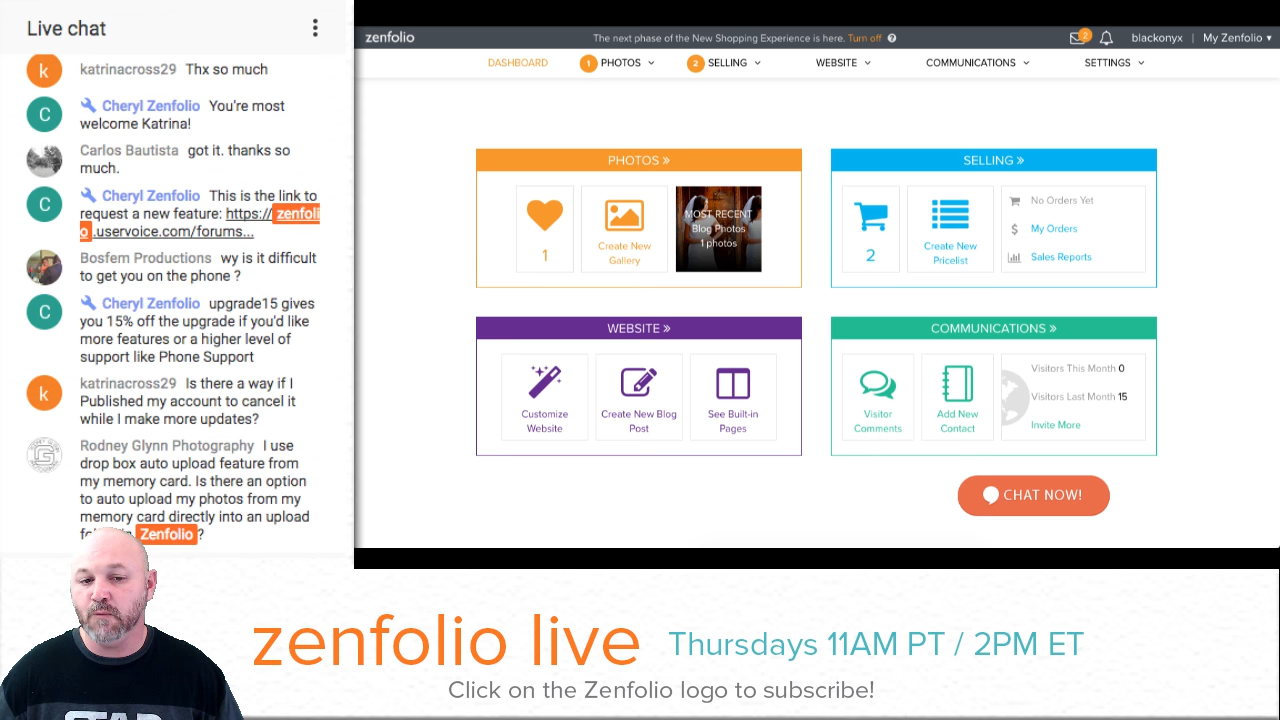 Live chat
k
katrinacross29 Thx so much
C
Cheryl Zenfolio You're most
welcome Katrina!
Carlos Bautista got it. thanks so
much.
C
Cheryl Zenfolio This is the link to
request a new feature: https://zenfoli
o.uservoice.com/forums...
Bosfem Productions wy is it difficult
to get you on the phone ?
C
Cheryl Zenfolio upgrade15 gives
you 15% off the upgrade if you'd like
more features or a higher level of
support like Phone Support
k
katrinacross29 Is there a way if I
Published my account to cancel it
while I make more updates?
G
Rodney Glynn Photography I use
drop box auto upload feature from
my memory card. Is there an option
to auto upload my photos from my
memory card directly into an upload
Zenfolio ?
zenfolio
The next phase of the New Shopping Experience is here. Turn off ?
2
blackonyx | My Zenfolio
DASHBOARD
1 PHOTOS
2 SELLING
WEBSITE
COMMUNICATIONS
SETTINGS
PHOTOS »
1
Create New
Gallery
MOST RECENT
Blog Photos
1 photos
SELLING »
2
Create New
Pricelist
No Orders Yet
$ My Orders
Sales Reports
WEBSITE »
Customize
Website
Create New Blog
Post
See Built-in
Pages
COMMUNICATIONS »
Visitor
Comments
Add New
Contact
Visitors This Month 0
Visitors Last Month 15
Invite More
CHAT NOW!
zenfolio live
Thursdays 11AM PT / 2PM ET
Click on the Zenfolio logo to subscribe!
STAR